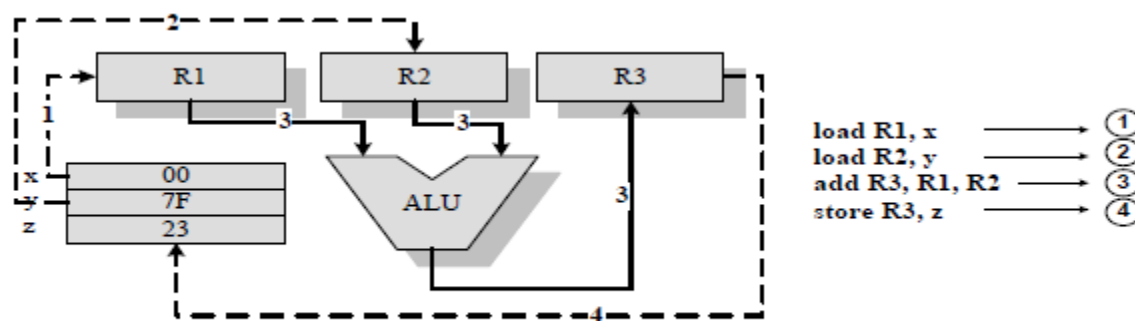 2
R1
R2
R3
1
3
3
load R1, x
1
load R2, y
2
add R3, R1, R2
3
store R3, z
4
x
00
y
7F
z
23
ALU
3
4